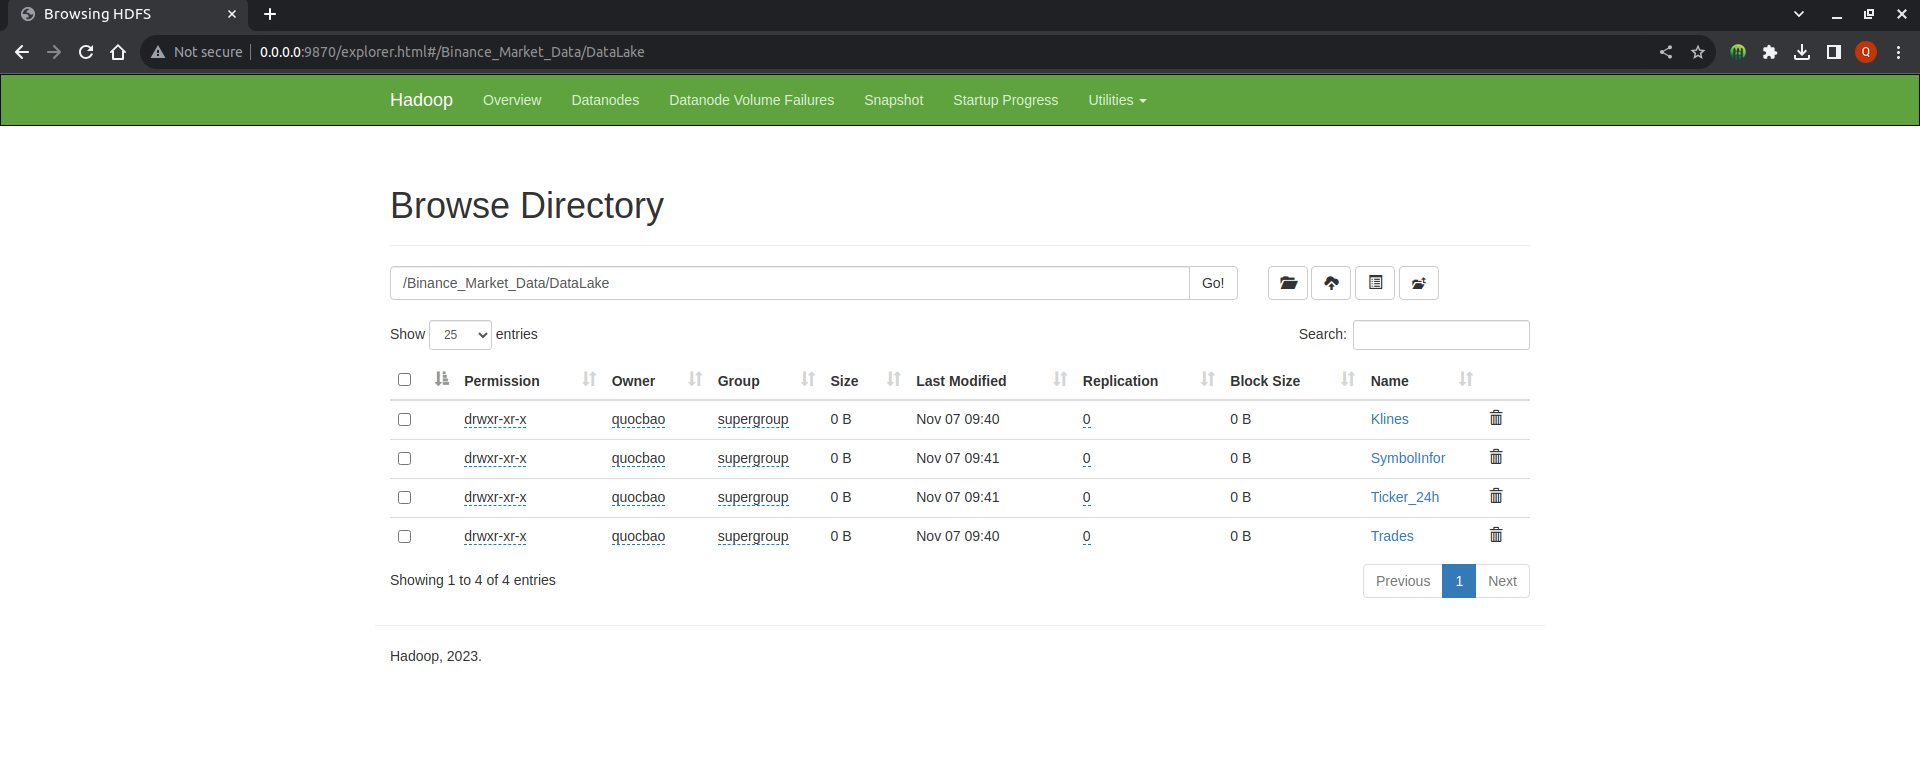 Browsing HDFS
Not secure 0.0.0.0:9870/explorer.html#/Binance_Market_Data/DataLake Q
Hadoop Overview Datanodes Datanode Volume Failures Snapshot Startup Progress Utilities
Browse Directory
/Binance_Market_Data/DataLake Go!
Show 25 entries Search:
Permission Owner Group Size Last Modified Replication Block Size Name
drwxr-xr-x quocbao supergroup 0 B Nov 07 09:40 0 0 B Klines
drwxr-xr-x quocbao supergroup 0 B Nov 07 09:41 0 0 B SymbolInfor
drwxr-xr-x quocbao supergroup 0 B Nov 07 09:41 0 0 B Ticker_24h
drwxr-xr-x quocbao supergroup 0 B Nov 07 09:40 0 0 B Trades
Showing 1 to 4 of 4 entries Previous 1 Next
Hadoop, 2023.